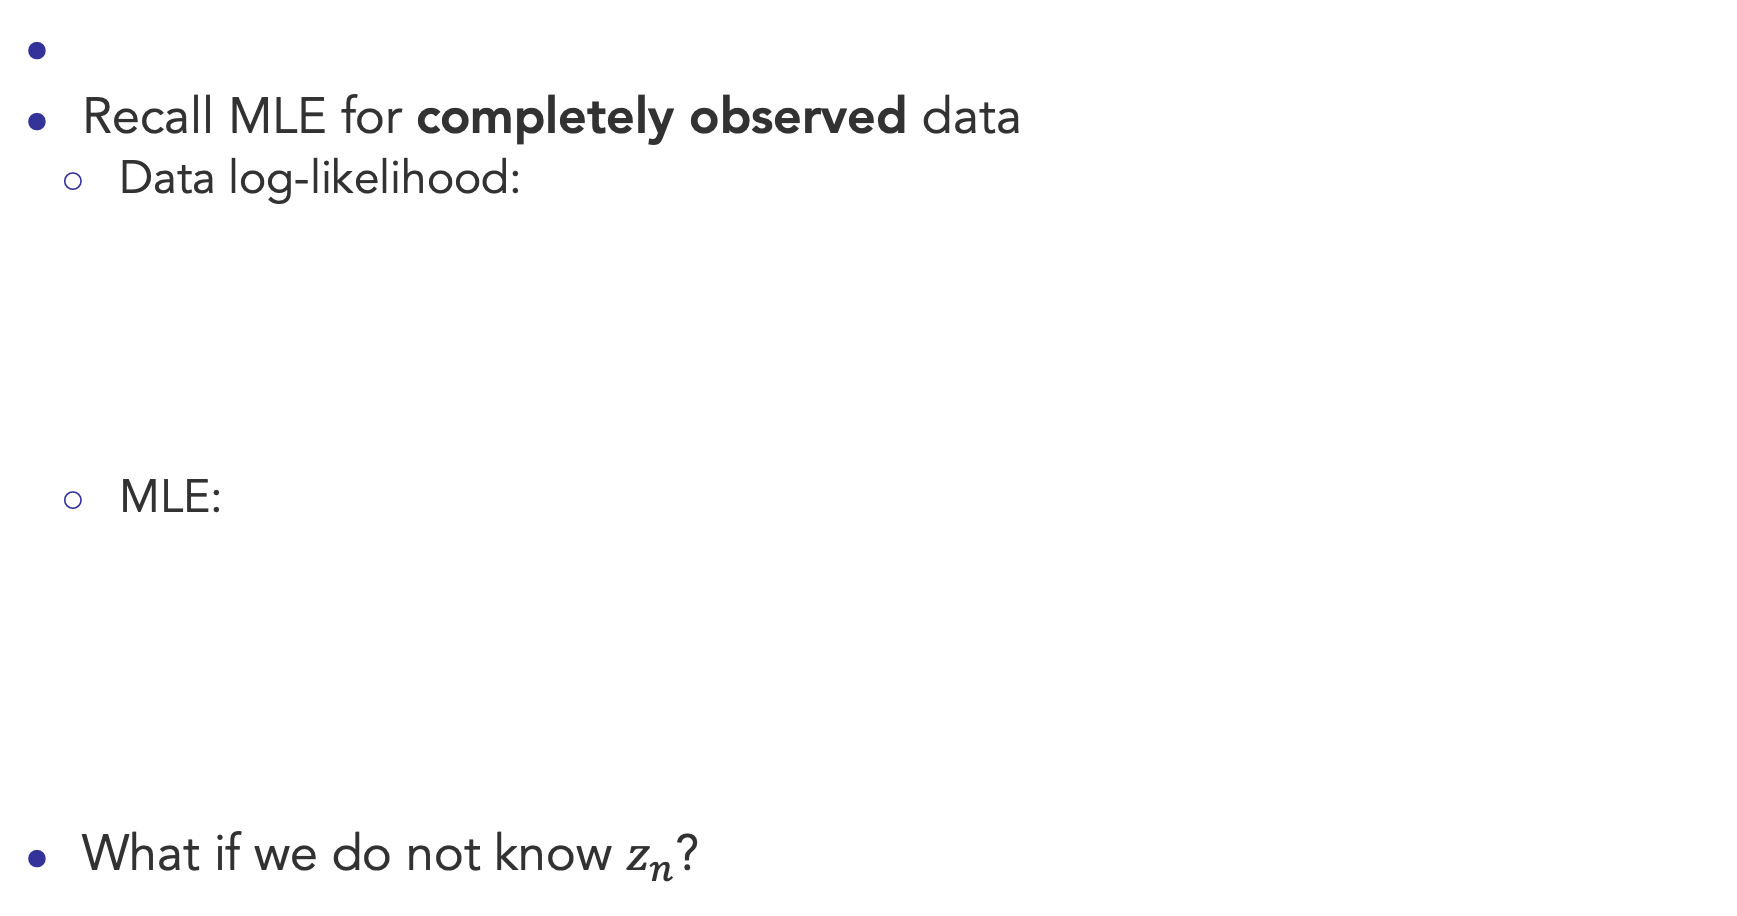 •
• Recall MLE for completely observed data
○ Data log-likelihood:
○ MLE:
• What if we do not know zₙ?